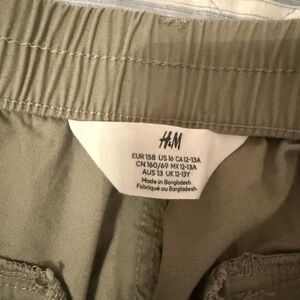 H&M
EUR 158 US 16 CA 12-13A
CN 160/69 MX 12-13A
AUS 13 UK 12-13Y
Made in Bangladesh
Fabriqué au Bangladesh